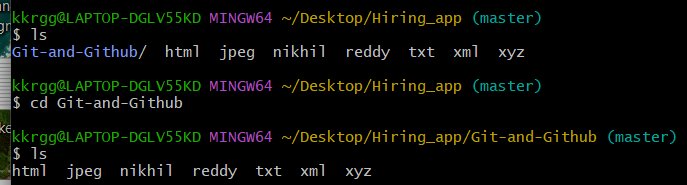 kkrgg@LAPTOP-DGLV55KD MINGW64 ~/Desktop/Hiring_app (master)
$ ls
Git-and-Github/  html  jpeg  nikhil  reddy  txt  xml  xyz
kkrgg@LAPTOP-DGLV55KD MINGW64 ~/Desktop/Hiring_app (master)
$ cd Git-and-Github
kkrgg@LAPTOP-DGLV55KD MINGW64 ~/Desktop/Hiring_app/Git-and-Github (master)
$ ls
html  jpeg  nikhil  reddy  txt  xml  xyz